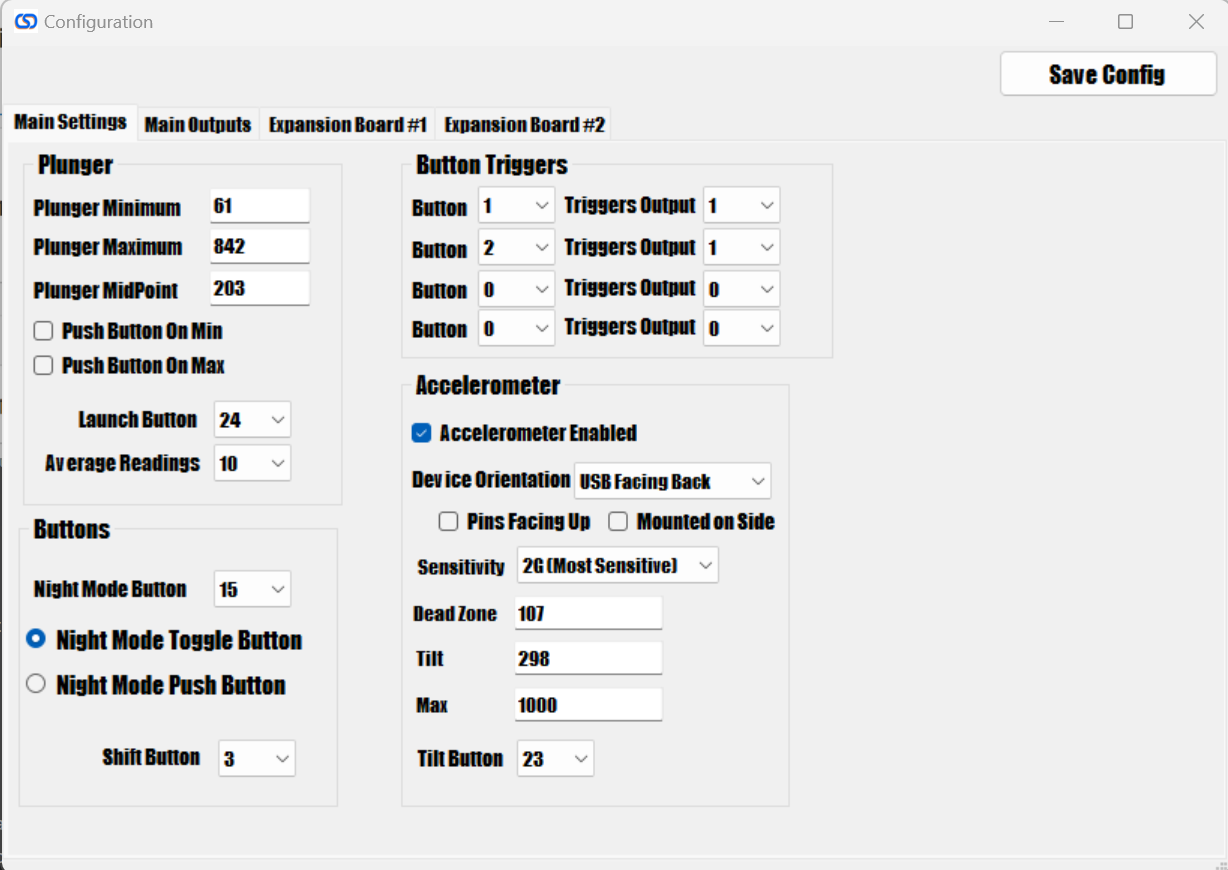 Configuration
Save Config
Main Settings Main Outputs Expansion Board #1 Expansion Board #2
Plunger
Plunger Minimum 61
Plunger Maximum 842
Plunger MidPoint 203
Push Button On Min
Push Button On Max
Launch Button 24
Average Readings 10
Buttons
Night Mode Button 15
Night Mode Toggle Button
Night Mode Push Button
Shift Button 3
Button Triggers
Button 1 Triggers Output 1
Button 2 Triggers Output 1
Button 0 Triggers Output 0
Button 0 Triggers Output 0
Accelerometer
Accelerometer Enabled
Device Orientation USB Facing Back
Pins Facing Up Mounted on Side
Sensitivity 2G (Most Sensitive)
Dead Zone 107
Tilt 298
Max 1000
Tilt Button 23